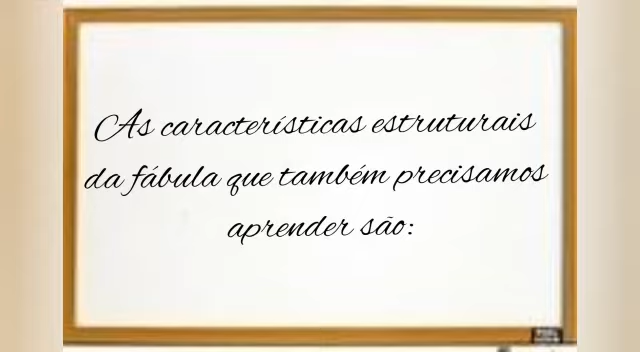 As características estruturais
da fábula que também precisamos
aprender são: